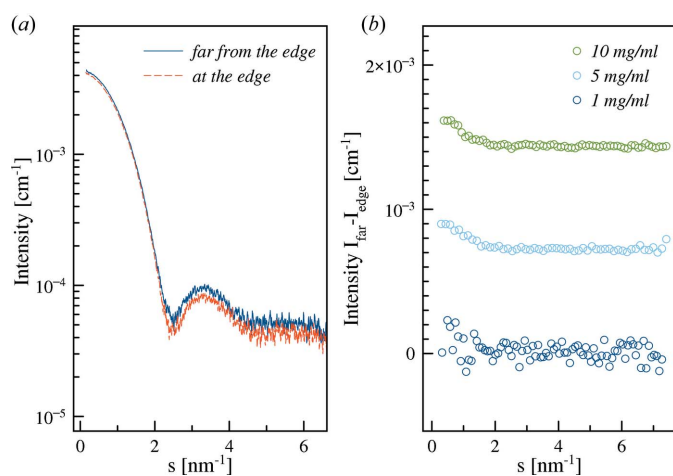 (a)
far from the edge
at the edge
Intensity [cm⁻¹]
10⁻³
10⁻⁴
10⁻⁵
0
2
4
6
s [nm⁻¹]
(b)
10 mg/ml
5 mg/ml
1 mg/ml
Intensity I_far-I_edge [cm⁻¹]
2×10⁻³
10⁻³
0
0
2
4
6
s [nm⁻¹]